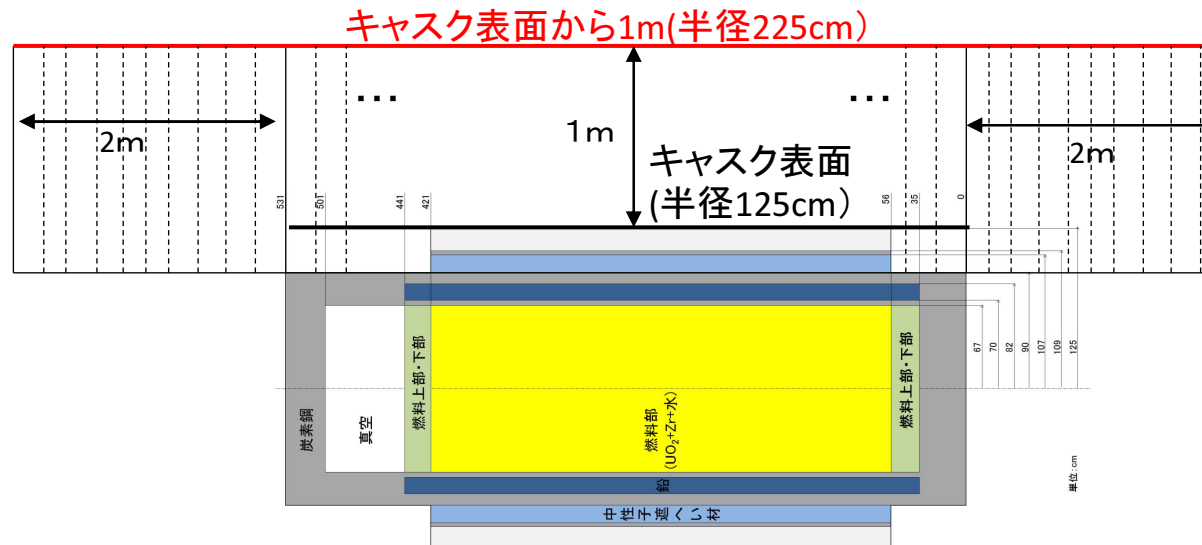 キャスク表面から1m(半径225cm)
・・・
・・・
2m
1m
2m
キャスク表面
(半径125cm)
531
501
441
421
56
35
0
67
70
82
90
107
109
125
炭素鋼
真空
燃料上部・下部
燃料部
(UO₂+Zr+水)
燃料上部・下部
鉛
中性子遮へい材
単位:cm